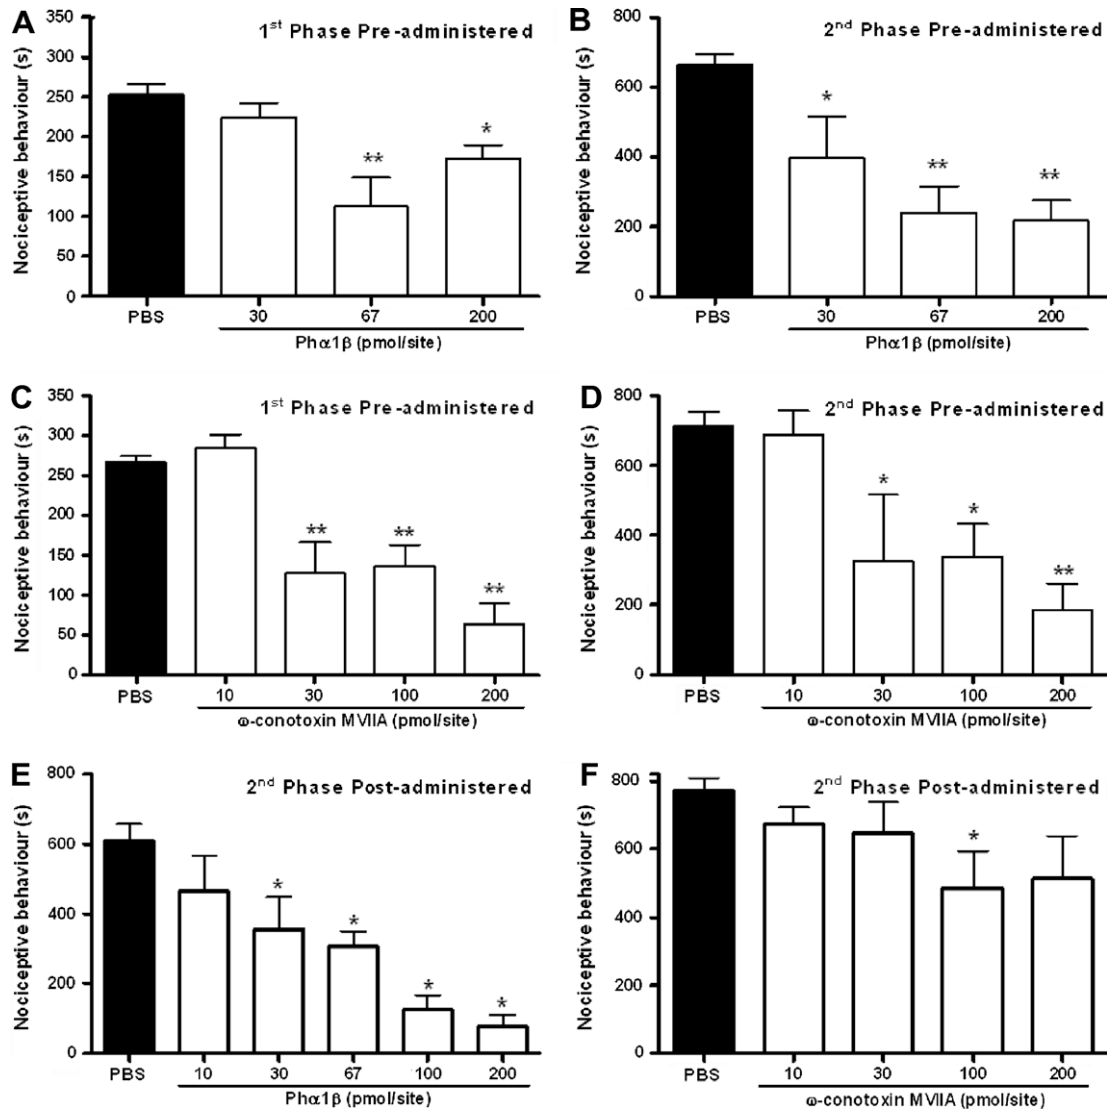 A
1st Phase Pre-administered
Nociceptive behaviour (s)
350
300
250
200
150
100
50
0
**
*
PBS 30 67 200
Phα1β (pmol/site)
B
2nd Phase Pre-administered
Nociceptive behaviour (s)
800
600
400
200
0
*
** **
PBS 30 67 200
Phα1β (pmol/site)
C
1st Phase Pre-administered
Nociceptive behaviour (s)
350
300
250
200
150
100
50
0
** ** **
PBS 10 30 100 200
ω-conotoxin MVIIA (pmol/site)
D
2nd Phase Pre-administered
Nociceptive behaviour (s)
800
600
400
200
0
* * **
PBS 10 30 100 200
ω-conotoxin MVIIA (pmol/site)
E
2nd Phase Post-administered
Nociceptive behaviour (s)
800
600
400
200
0
* * * *
PBS 10 30 67 100 200
Phα1β (pmol/site)
F
2nd Phase Post-administered
Nociceptive behaviour (s)
800
600
400
200
0
*
PBS 10 30 100 200
ω-conotoxin MVIIA (pmol/site)